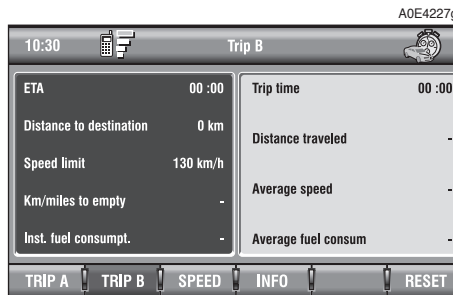 A0E4227g
10:30 Trip B
ETA 00 :00
Distance to destination 0 km
Speed limit 130 km/h
Km/miles to empty -
Inst. fuel consumpt. -
Trip time 00 :00
Distance traveled -
Average speed -
Average fuel consum -
TRIP A TRIP B SPEED INFO RESET